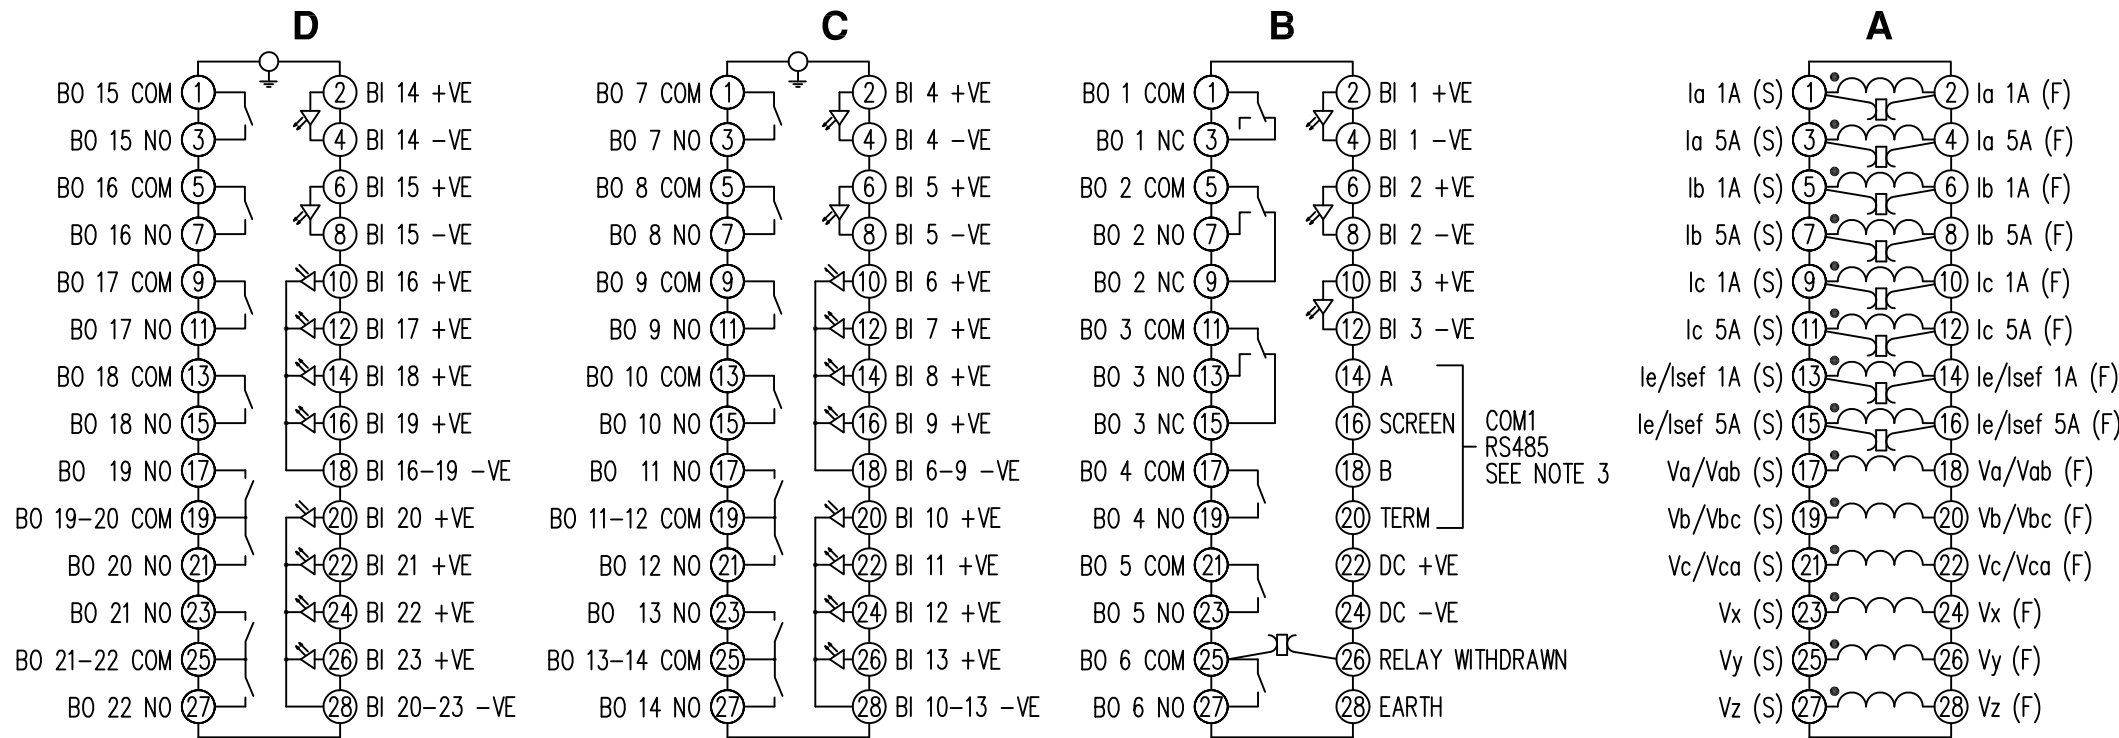 D
BO 15 COM 1 2 BI 14 +VE
BO 15 NO 3 4 BI 14 -VE
BO 16 COM 5 6 BI 15 +VE
BO 16 NO 7 8 BI 15 -VE
BO 17 COM 9 10 BI 16 +VE
BO 17 NO 11 12 BI 17 +VE
BO 18 COM 13 14 BI 18 +VE
BO 18 NO 15 16 BI 19 +VE
BO 19 NO 17 18 BI 16-19 -VE
BO 19-20 COM 19 20 BI 20 +VE
BO 20 NO 21 22 BI 21 +VE
BO 21 NO 23 24 BI 22 +VE
BO 21-22 COM 25 26 BI 23 +VE
BO 22 NO 27 28 BI 20-23 -VE
C
BO 7 COM 1 2 BI 4 +VE
BO 7 NO 3 4 BI 4 -VE
BO 8 COM 5 6 BI 5 +VE
BO 8 NO 7 8 BI 5 -VE
BO 9 COM 9 10 BI 6 +VE
BO 9 NO 11 12 BI 7 +VE
BO 10 COM 13 14 BI 8 +VE
BO 10 NO 15 16 BI 9 +VE
BO 11 NO 17 18 BI 6-9 -VE
BO 11-12 COM 19 20 BI 10 +VE
BO 12 NO 21 22 BI 11 +VE
BO 13 NO 23 24 BI 12 +VE
BO 13-14 COM 25 26 BI 13 +VE
BO 14 NO 27 28 BI 10-13 -VE
B
BO 1 COM 1 2 BI 1 +VE
BO 1 NC 3 4 BI 1 -VE
BO 2 COM 5 6 BI 2 +VE
BO 2 NO 7 8 BI 2 -VE
BO 2 NC 9 10 BI 3 +VE
BO 3 COM 11 12 BI 3 -VE
BO 3 NO 13 14 A
BO 3 NC 15 16 SCREEN
BO 4 COM 17 18 B
BO 4 NO 19 20 TERM
COM1
RS485
SEE NOTE 3
BO 5 COM 21 22 DC +VE
BO 5 NO 23 24 DC -VE
BO 6 COM 25 26 RELAY WITHDRAWN
BO 6 NO 27 28 EARTH
A
Ia 1A (S) 1 2 Ia 1A (F)
Ia 5A (S) 3 4 Ia 5A (F)
Ib 1A (S) 5 6 Ib 1A (F)
Ib 5A (S) 7 8 Ib 5A (F)
Ic 1A (S) 9 10 Ic 1A (F)
Ic 5A (S) 11 12 Ic 5A (F)
Ie/Isef 1A (S) 13 14 Ie/Isef 1A (F)
Ie/Isef 5A (S) 15 16 Ie/Isef 5A (F)
Va/Vab (S) 17 18 Va/Vab (F)
Vb/Vbc (S) 19 20 Vb/Vbc (F)
Vc/Vca (S) 21 22 Vc/Vca (F)
Vx (S) 23 24 Vx (F)
Vy (S) 25 26 Vy (F)
Vz (S) 27 28 Vz (F)